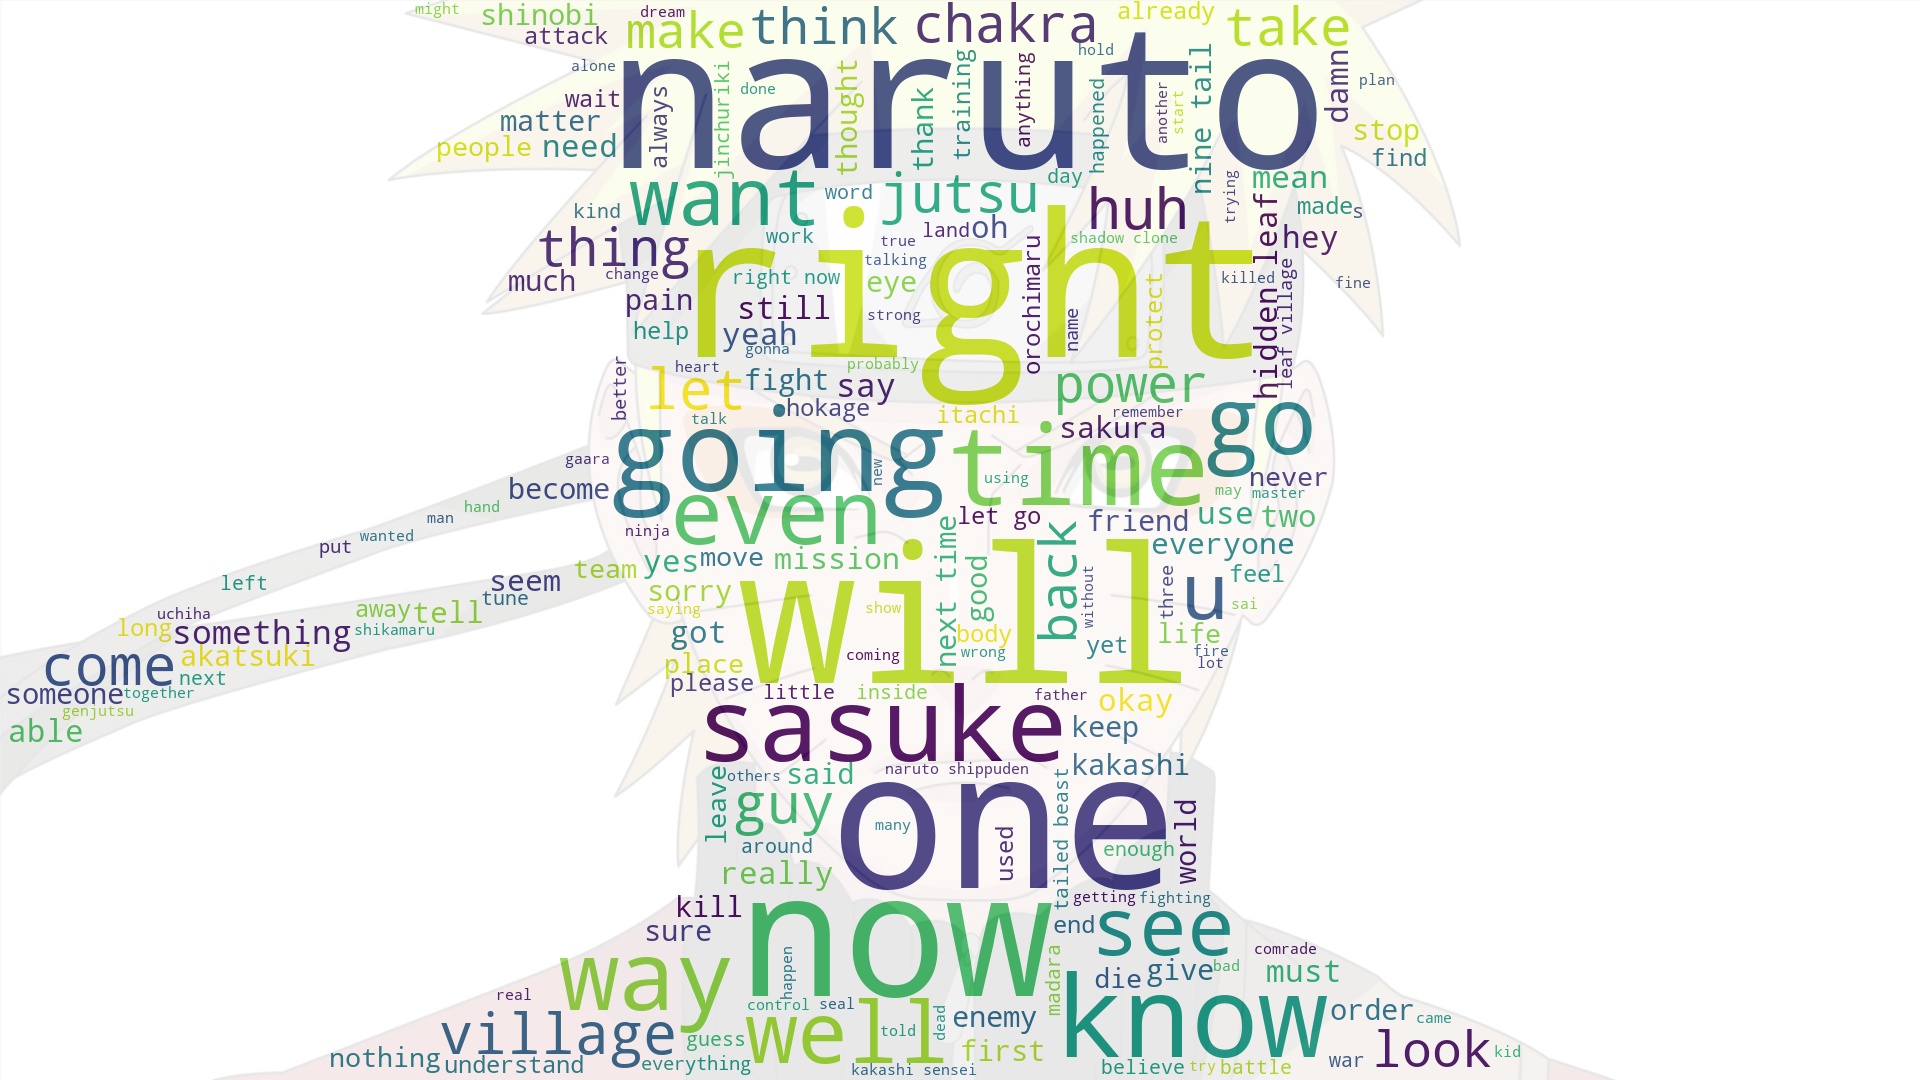 might shinobi dream make think chakra already take
attack
naruto
alone hold damn plan
wait always jinchuriki done thought thank training anything happened another start nine tail
matter stop
people need find
want word jutsu day huh trying mean
kind land oh made s
thing work true shadow clone hidden leaf hey
right
much change right now talking eye orochimaru protect killed leaf village fine
pain still strong name
help yeah
gonna
better heart probably
let fight say power
hokage itachi remember go
talk sakura
going time
gaara new never
become using may master
hand even let go friend use two
man ninja
wanted yes move mission next time good back everyone
put
left team sorry will without three u feel
seem
tune saying show sai
uchiha away tell
long something shikamaru got body yet life
akatsuki coming wrong fire
come place lot
next please
someone together little inside father okay
genjutsu
able sasuke keep
kakashi
leave others said naruto shippuden tailed beast
guy one
many used world
around enough
really
kill now getting fighting
sure end see
way happen madara comrade
real die give bad must
control seal know
village well told dead enemy order came
guess first look
nothing understand everything kakashi sensei believe try battle war kid